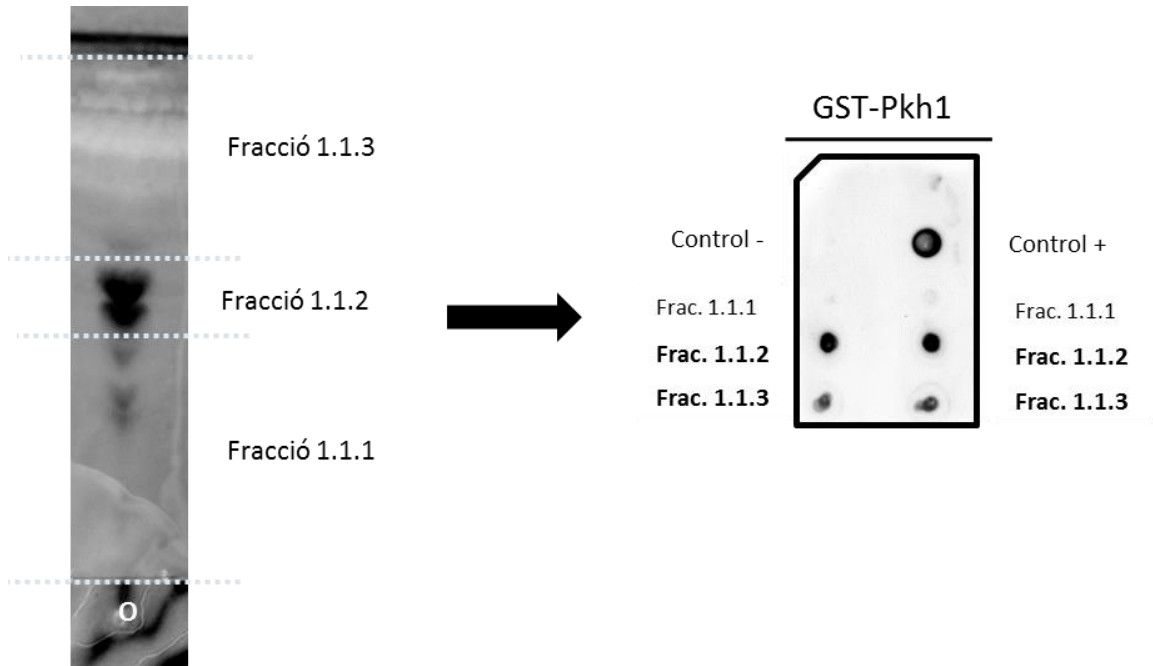 Fracció 1.1.3
Fracció 1.1.2
Fracció 1.1.1
O
GST-Pkh1
Control -
Control +
Frac. 1.1.1
Frac. 1.1.1
Frac. 1.1.2
Frac. 1.1.2
Frac. 1.1.3
Frac. 1.1.3